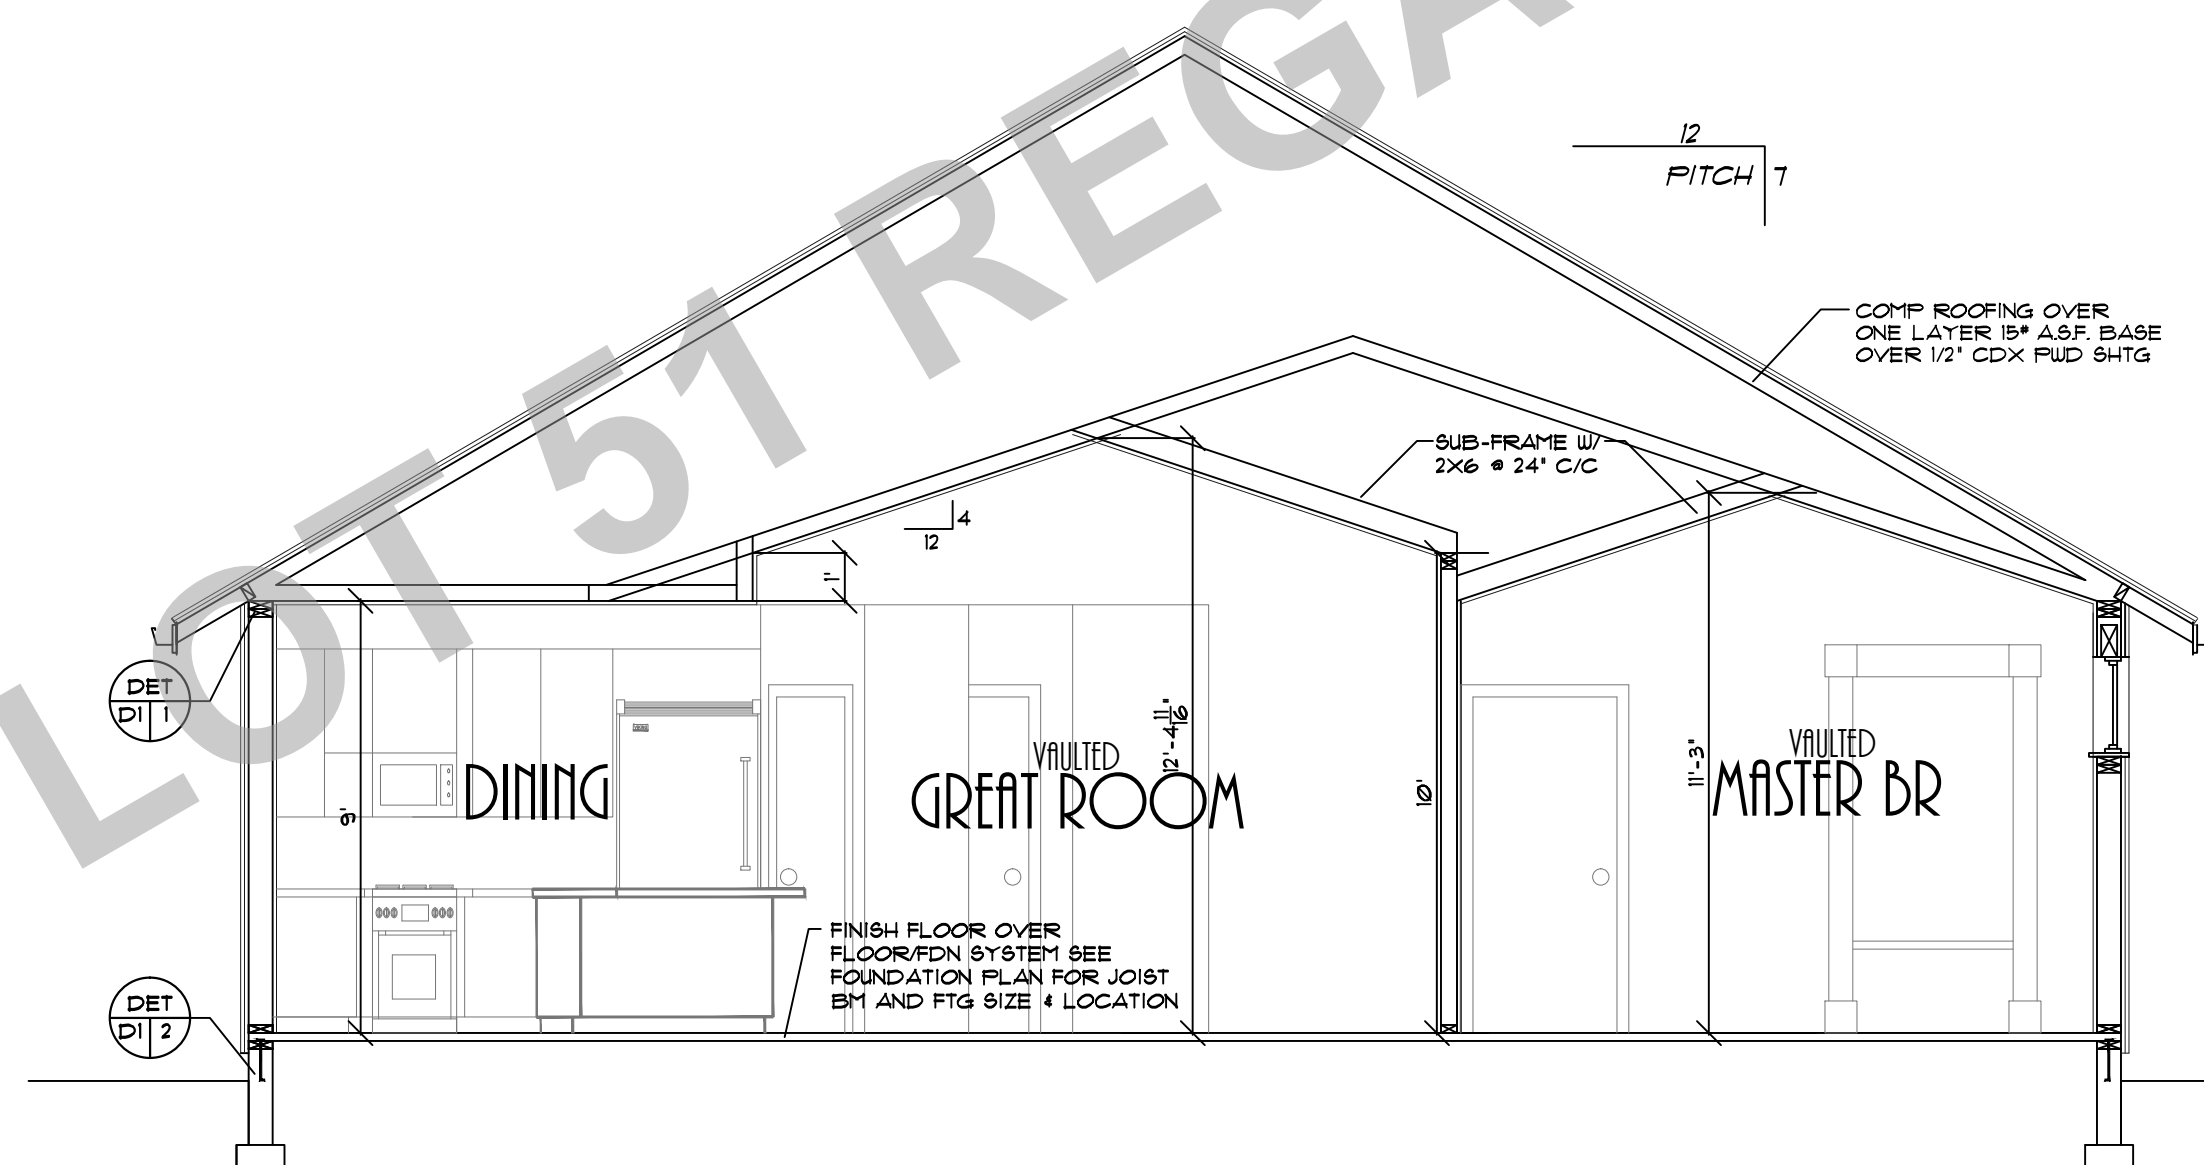 LOT 51 REGA
12
PITCH 7
COMP ROOFING OVER
ONE LAYER 15# A.S.F. BASE
OVER 1/2" CDX PWD SHTG
SUB-FRAME W/
2X6 @ 24" C/C
4
12
1'
DET
D1 1
9'
DINING
VAULTED
GREAT ROOM
12'-4 11/16"
10'
11'-3"
VAULTED
MASTER BR
FINISH FLOOR OVER
FLOOR/FDN SYSTEM SEE
FOUNDATION PLAN FOR JOIST
BM AND FTG SIZE & LOCATION
DET
D1 2